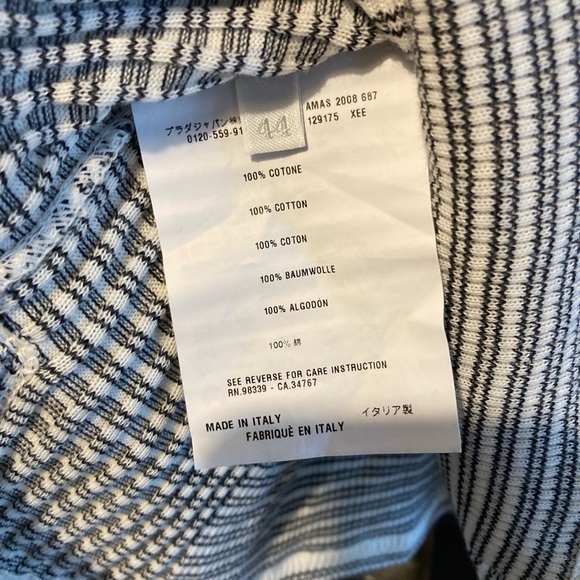 プラダジャパン株
0120-559-91
44
AMAS 2008 687
129175 XEE
100% COTONE
100% COTTON
100% COTON
100% BAUMWOLLE
100% ALGODÓN
100% 綿
SEE REVERSE FOR CARE INSTRUCTION
RN.98339 - CA.34767
MADE IN ITALY
イタリア製
FABRIQUÈ EN ITALY